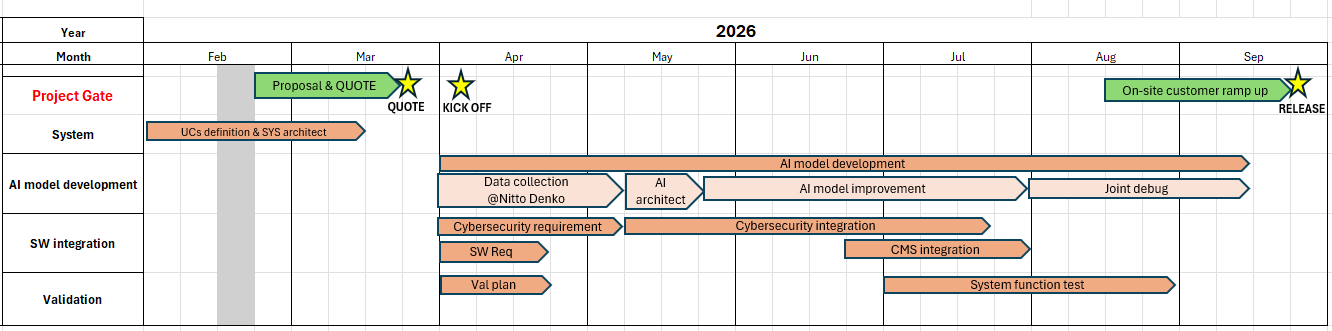 Year
2026
Month
Feb
Mar
Apr
May
Jun
Jul
Aug
Sep
Project Gate
Proposal & QUOTE
QUOTE
KICK OFF
On-site customer ramp up
RELEASE
System
UCs definition & SYS architect
AI model development
AI model development
Data collection
@Nitto Denko
AI
architect
AI model improvement
Joint debug
SW integration
Cybersecurity requirement
Cybersecurity integration
SW Req
CMS integration
Validation
Val plan
System function test